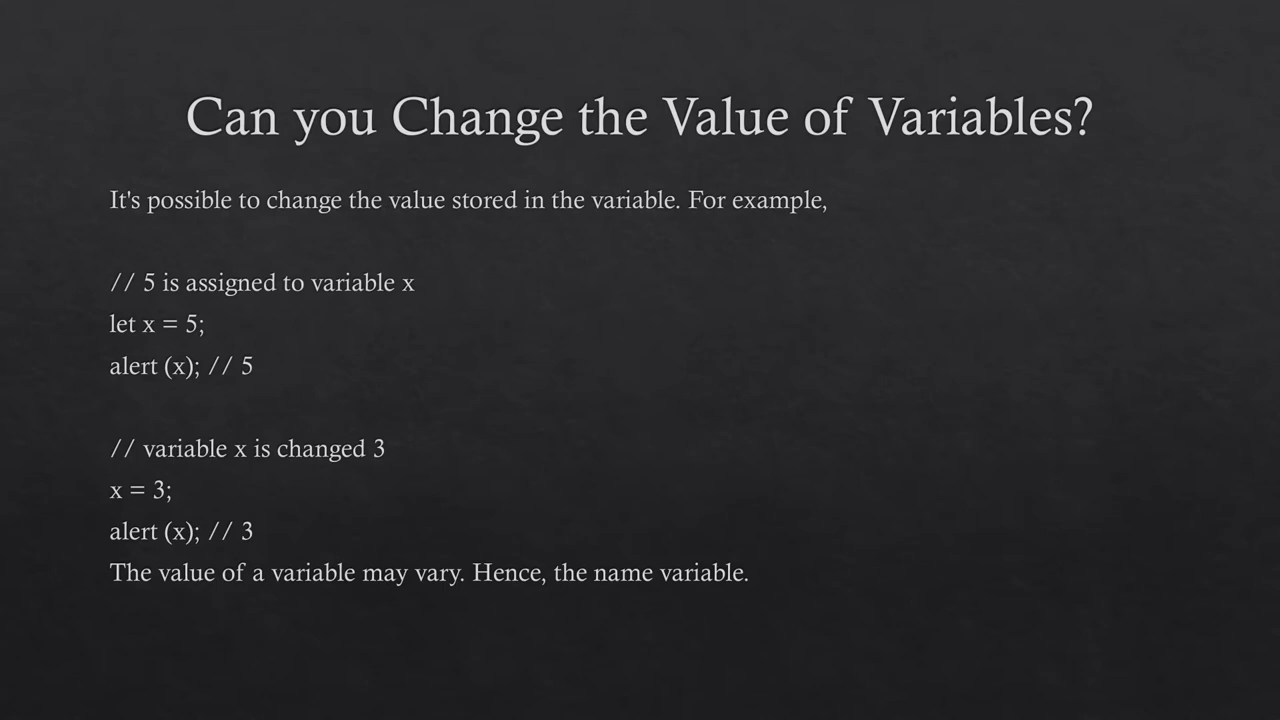 Can you Change the Value of Variables?
It's possible to change the value stored in the variable. For example,
// 5 is assigned to variable x
let x = 5;
alert (x); // 5
// variable x is changed 3
x = 3;
alert (x); // 3
The value of a variable may vary. Hence, the name variable.